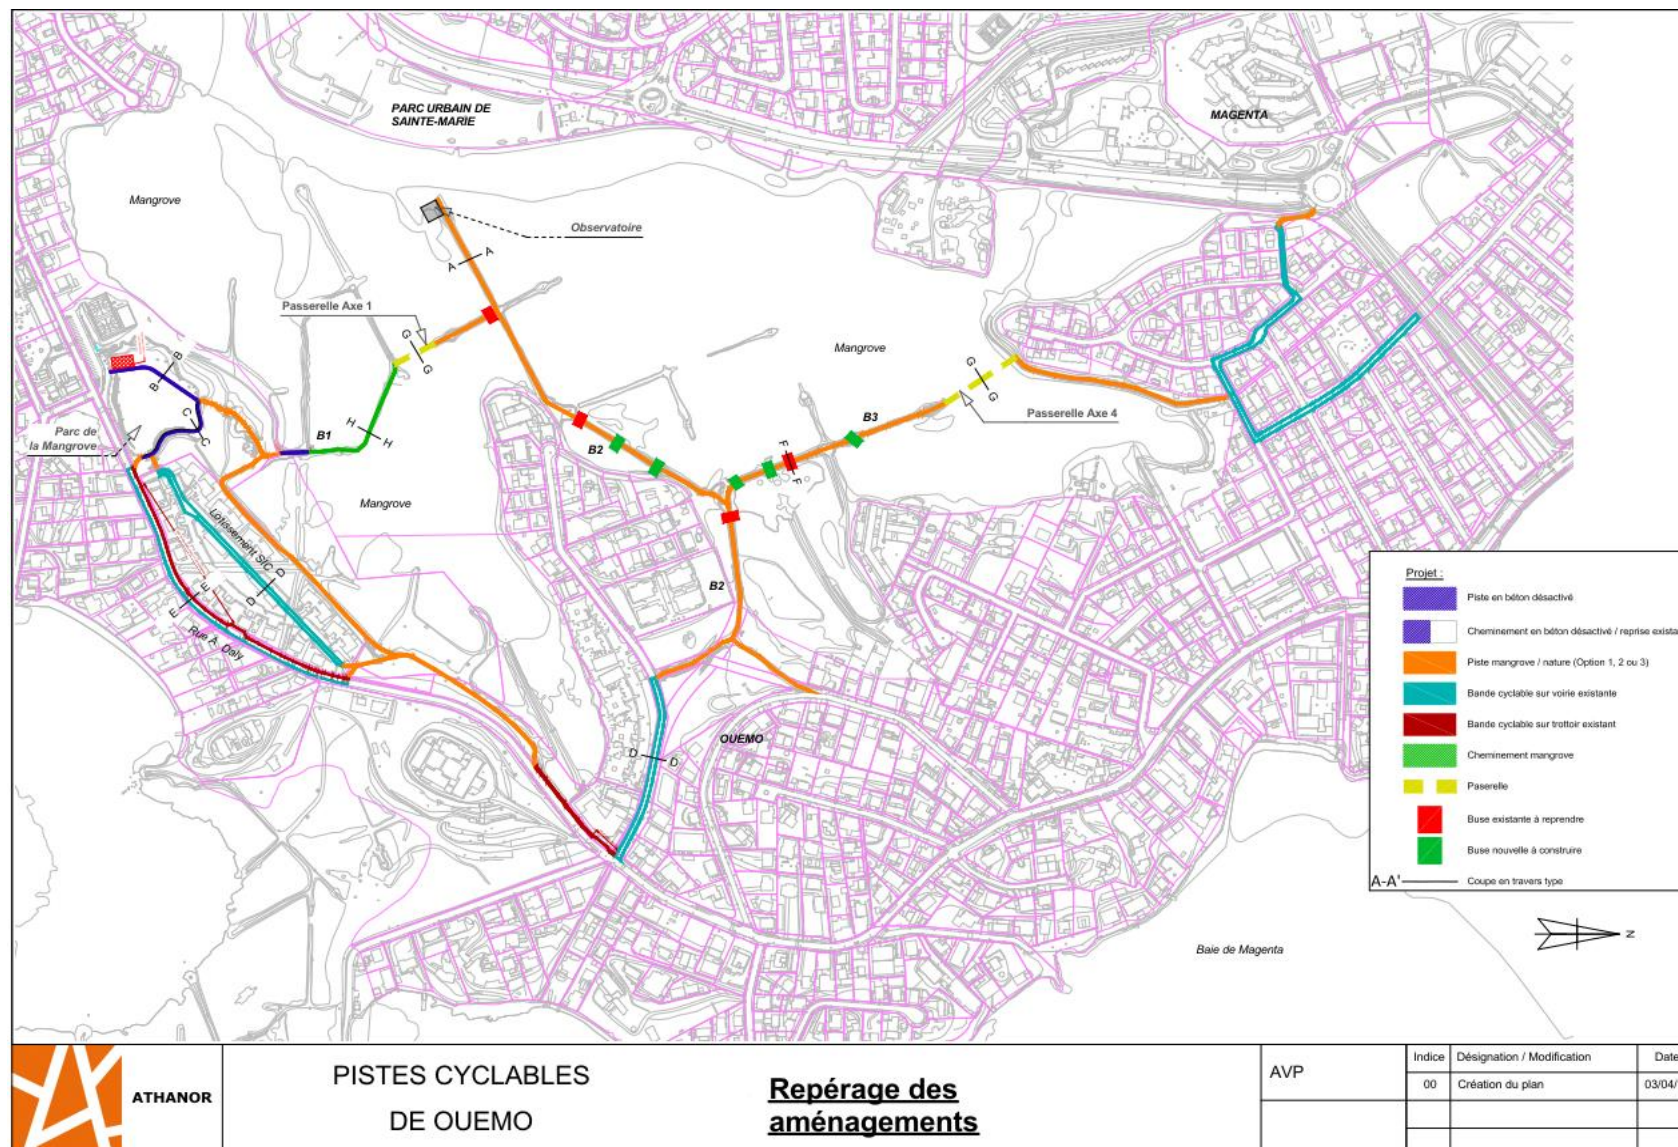 PARC URBAIN DE
SAINTE-MARIE
MAGENTA
Mangrove
Observatoire
A
A
Passerelle Axe 1
G
G
Mangrove
G
G
B
B
Passerelle Axe 4
C
C
Parc de
la Mangrove
B1
H
H
B3
B2
F
F
Mangrove
Lotissement SIC
D
D
E
E
Rue A. Daly
B2
OUEMO
D
D
Baie de Magenta
Projet :
Piste en béton désactivé
Cheminement en béton désactivé / reprise exista
Piste mangrove / nature (Option 1, 2 ou 3)
Bande cyclable sur voirie existante
Bande cyclable sur trottoir existant
Cheminement mangrove
Paserelle
Buse existante à reprendre
Buse nouvelle à construire
A-A' Coupe en travers type
N
ATHANOR
PISTES CYCLABLES
DE OUEMO
Repérage des
aménagements
AVP
Indice Désignation / Modification Date
00 Création du plan 03/04/